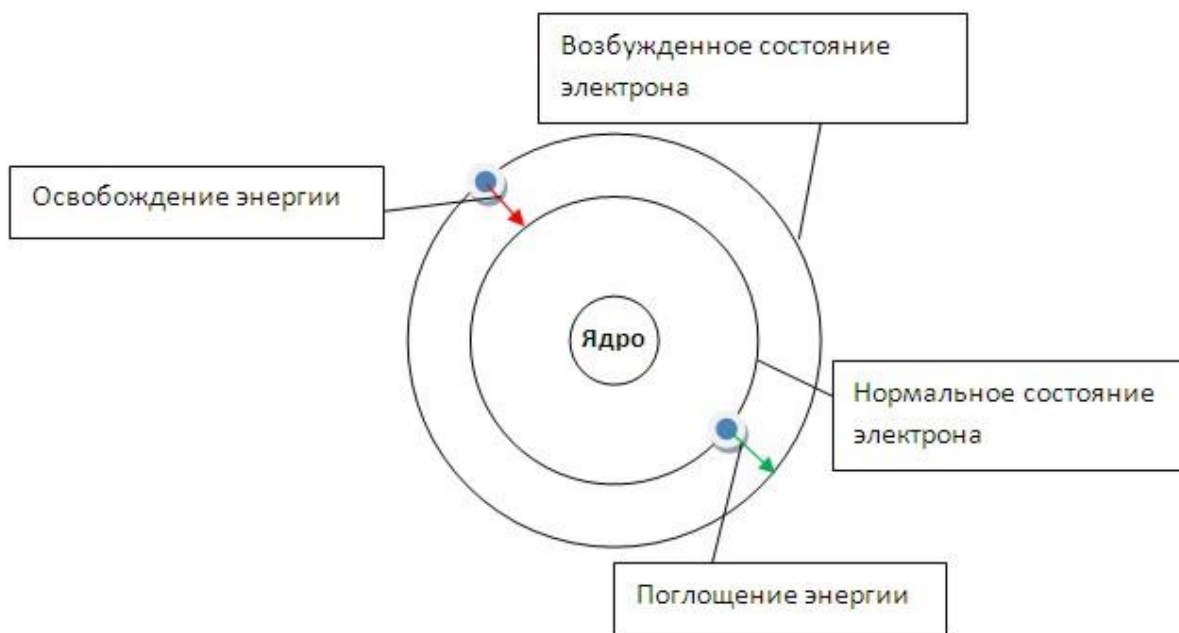 Возбужденное состояние
электрона
Освобождение энергии
Ядро
Нормальное состояние
электрона
Поглощение энергии